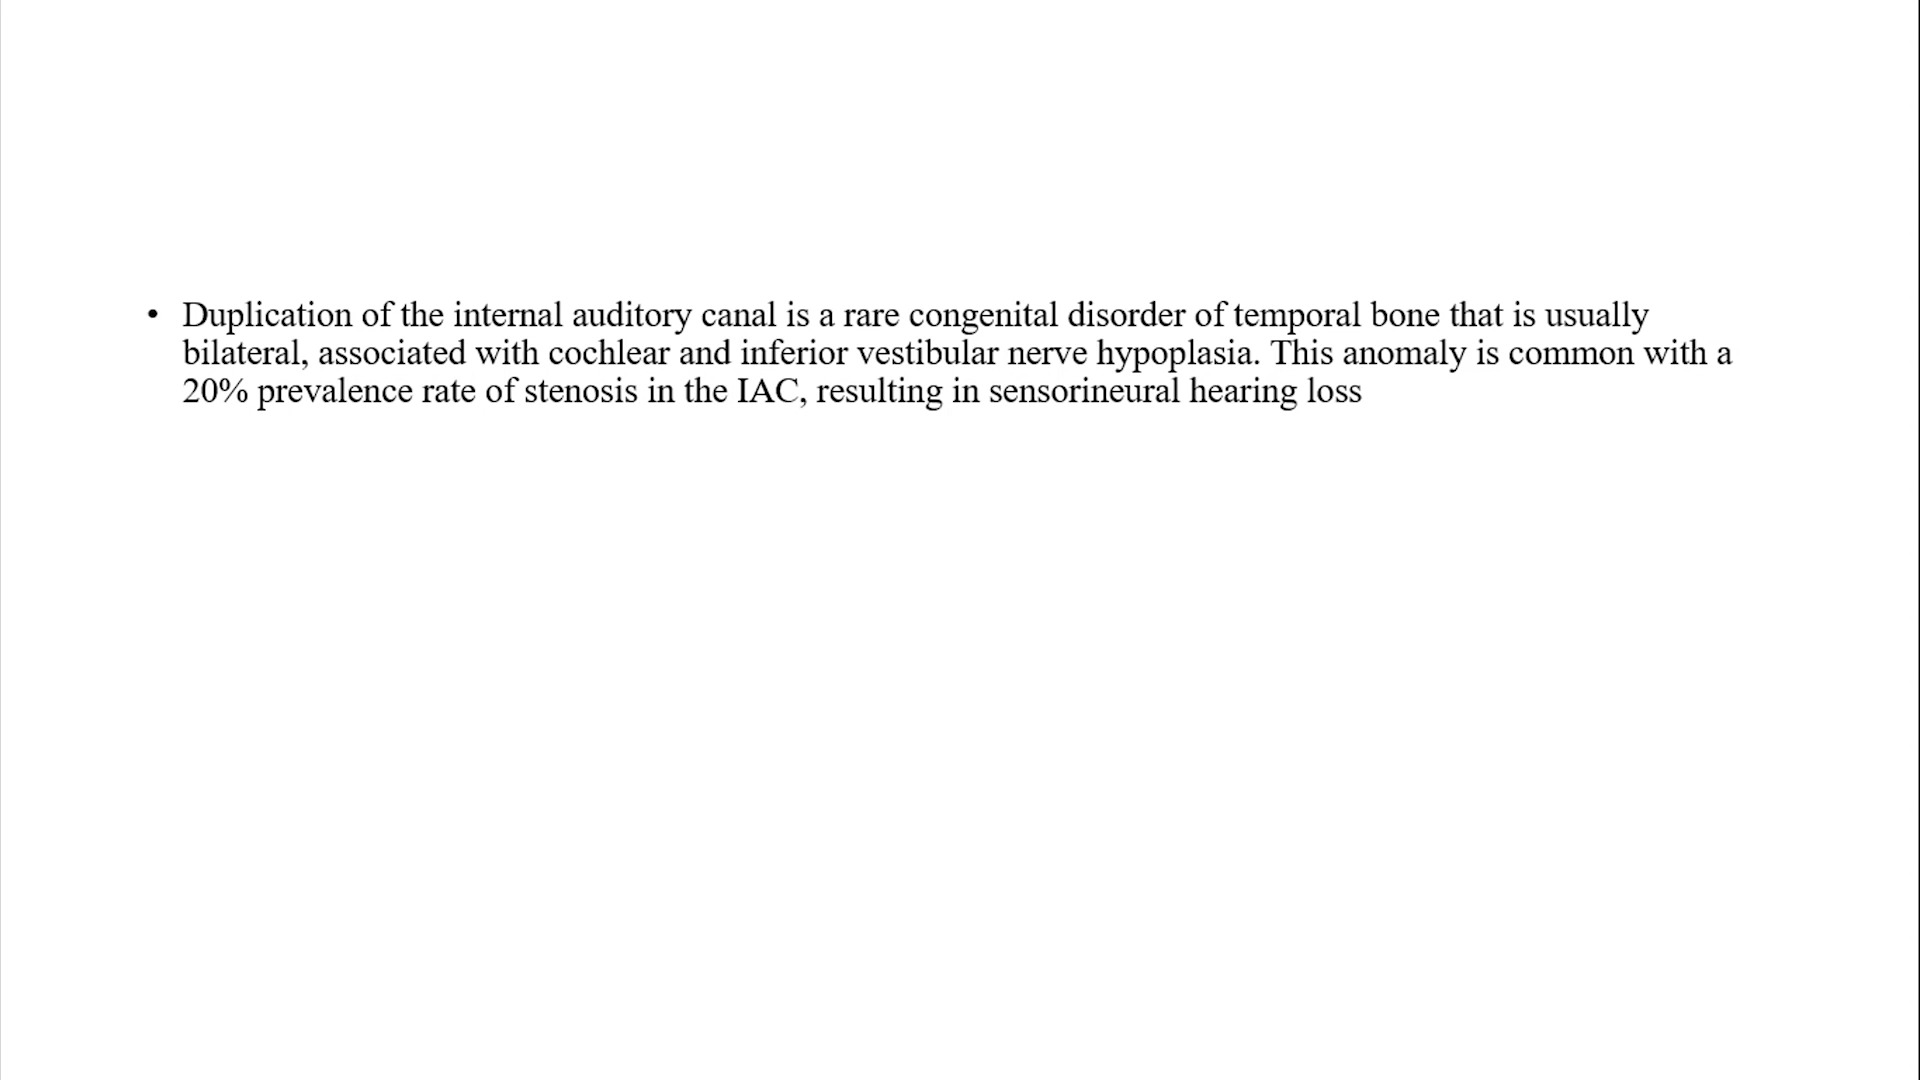 • Duplication of the internal auditory canal is a rare congenital disorder of temporal bone that is usually
bilateral, associated with cochlear and inferior vestibular nerve hypoplasia. This anomaly is common with a
20% prevalence rate of stenosis in the IAC, resulting in sensorineural hearing loss